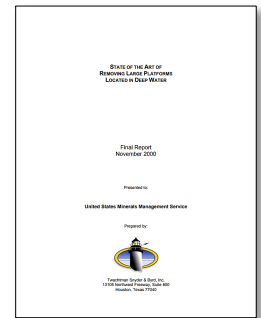 STATE OF THE ART OF
REMOVING LARGE PLATFORMS
LOCATED IN DEEP WATER
Final Report
November 2000
Presented to:
United States Minerals Management Service
Prepared by:
Twachtman Snyder & Byrd, Inc.
13105 Northwest Freeway, Suite 600
Houston, Texas 77040